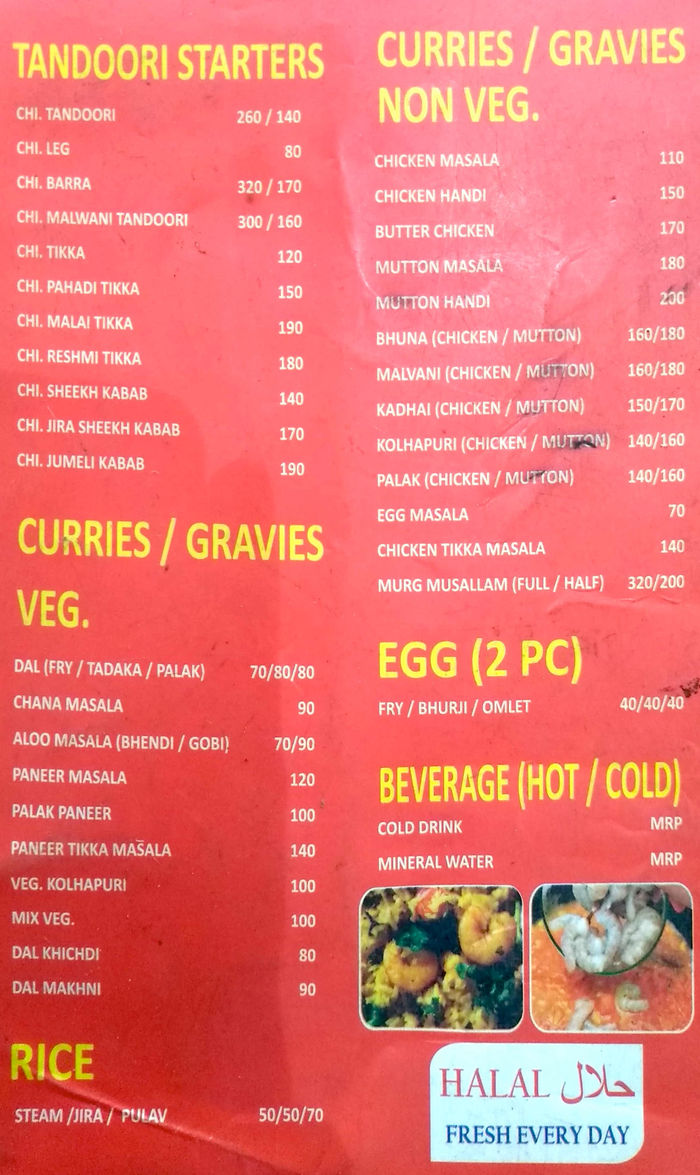 TANDOORI STARTERS
CHI. TANDOORI 260 / 140
CHI. LEG 80
CHI. BARRA 320 / 170
CHI. MALWANI TANDOORI 300 / 160
CHI. TIKKA 120
CHI. PAHADI TIKKA 150
CHI. MALAI TIKKA 190
CHI. RESHMI TIKKA 180
CHI. SHEEKH KABAB 140
CHI. JIRA SHEEKH KABAB 170
CHI. JUMELI KABAB 190
CURRIES / GRAVIES
VEG.
DAL (FRY / TADAKA / PALAK) 70/80/80
CHANA MASALA 90
ALOO MASALA (BHENDI / GOBI) 70/90
PANEER MASALA 120
PALAK PANEER 100
PANEER TIKKA MASALA 140
VEG. KOLHAPURI 100
MIX VEG. 100
DAL KHICHDI 80
DAL MAKHNI 90
RICE
STEAM /JIRA / PULAV 50/50/70
CURRIES / GRAVIES
NON VEG.
CHICKEN MASALA 110
CHICKEN HANDI 150
BUTTER CHICKEN 170
MUTTON MASALA 180
MUTTON HANDI 200
BHUNA (CHICKEN / MUTTON) 160/180
MALVANI (CHICKEN / MUTTON) 160/180
KADHAI (CHICKEN / MUTTON) 150/170
KOLHAPURI (CHICKEN / MUTTON) 140/160
PALAK (CHICKEN / MUTTON) 140/160
EGG MASALA 70
CHICKEN TIKKA MASALA 140
MURG MUSALLAM (FULL / HALF) 320/200
EGG (2 PC)
FRY / BHURJI / OMLET 40/40/40
BEVERAGE (HOT / COLD)
COLD DRINK MRP
MINERAL WATER MRP
HALAL حلال
FRESH EVERY DAY